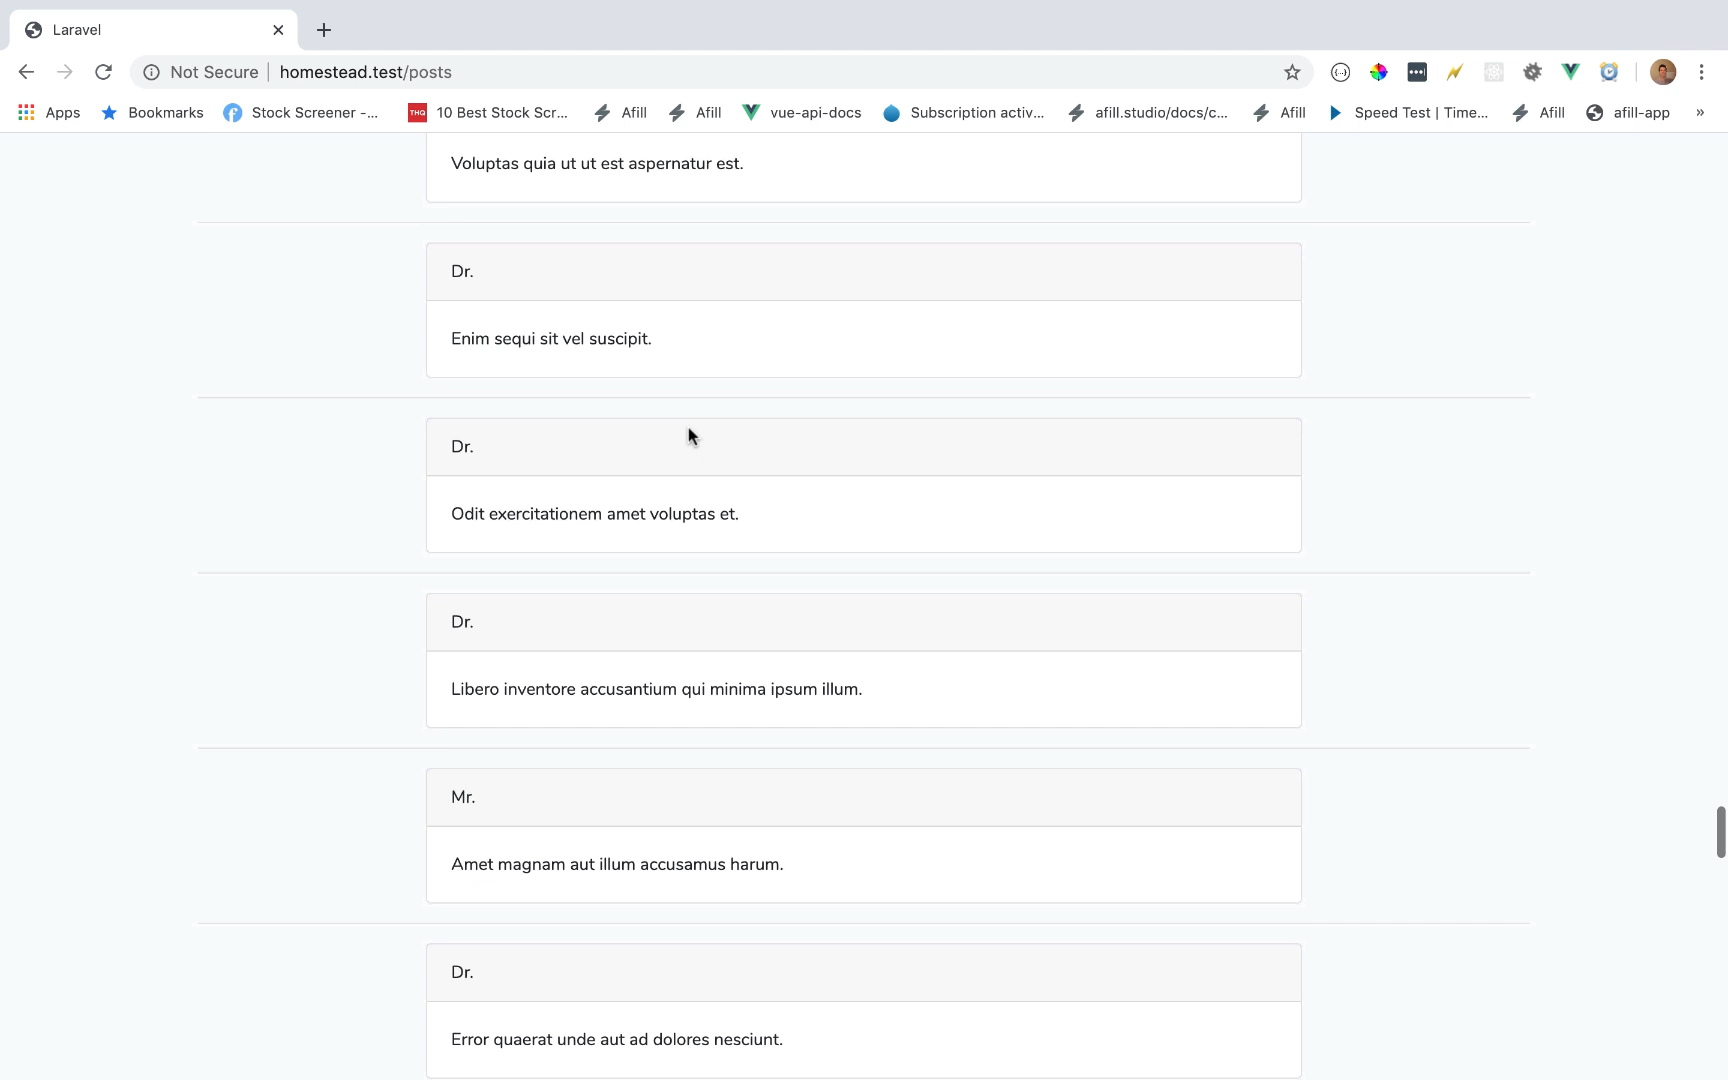 Laravel
Not Secure | homestead.test/posts
Apps Bookmarks Stock Screener -... THQ 10 Best Stock Scr... Afill Afill vue-api-docs Subscription activ... afill.studio/docs/c... Afill Speed Test | Time... Afill afill-app »
Voluptas quia ut ut est aspernatur est.
Dr.
Enim sequi sit vel suscipit.
Dr.
Odit exercitationem amet voluptas et.
Dr.
Libero inventore accusantium qui minima ipsum illum.
Mr.
Amet magnam aut illum accusamus harum.
Dr.
Error quaerat unde aut ad dolores nesciunt.